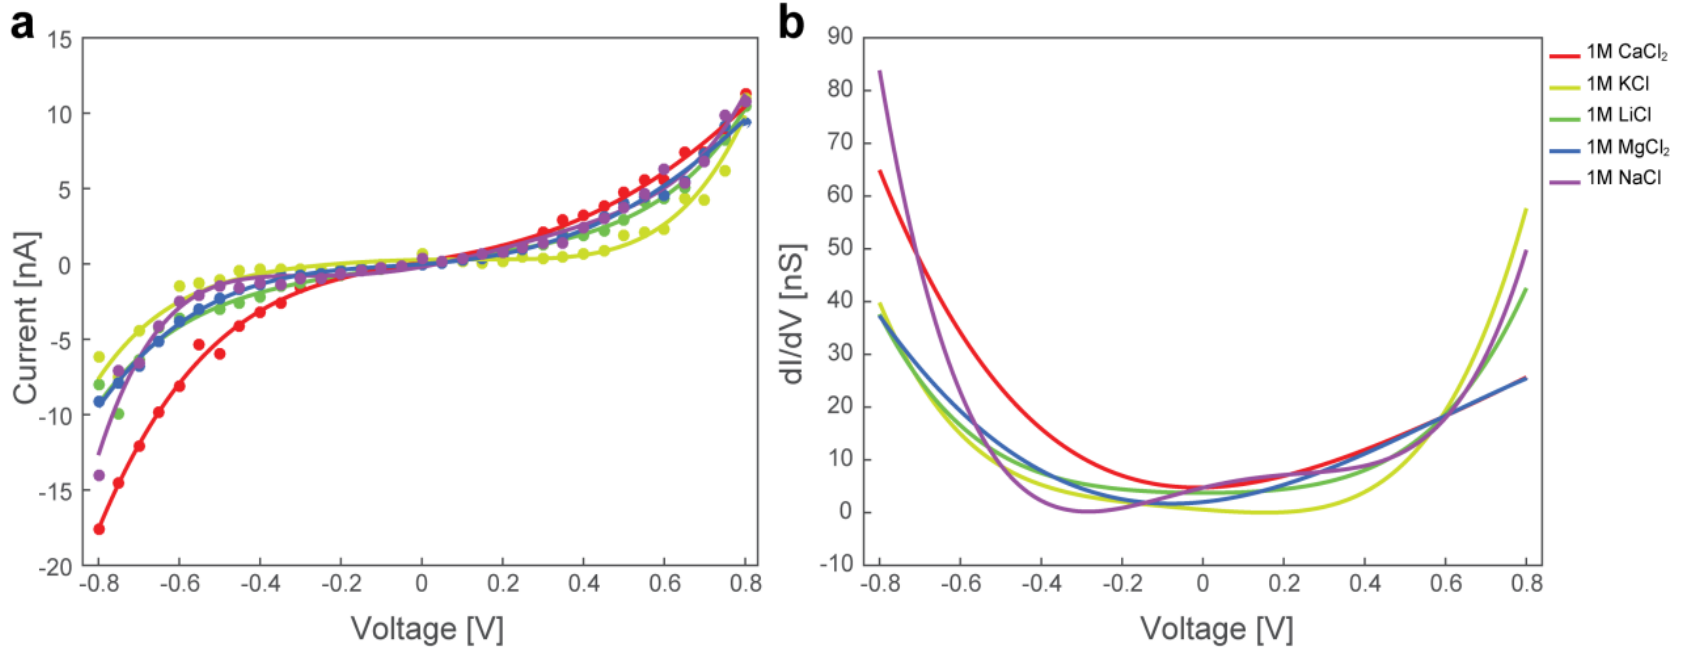 a
15
10
5
0
-5
-10
-15
-20
-0.8 -0.6 -0.4 -0.2 0 0.2 0.4 0.6 0.8
Current [nA]
Voltage [V]
b
90
80
70
60
50
40
30
20
10
0
-10
-0.8 -0.6 -0.4 -0.2 0 0.2 0.4 0.6 0.8
dI/dV [nS]
Voltage [V]
1M CaCl₂
1M KCl
1M LiCl
1M MgCl₂
1M NaCl